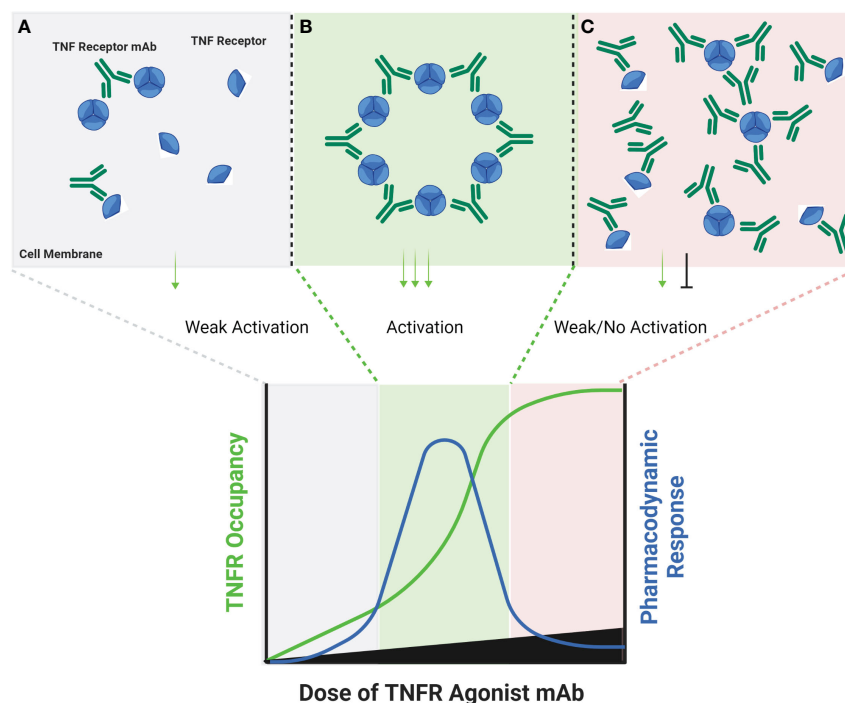 A
B
C
TNF Receptor mAb
TNF Receptor
Cell Membrane
Weak Activation
Activation
Weak/No Activation
TNFR Occupancy
Pharmacodynamic
Response
Dose of TNFR Agonist mAb